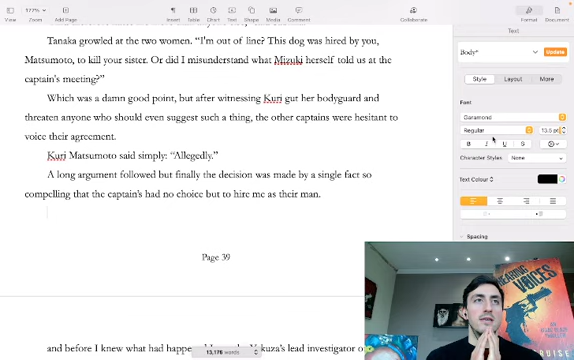 177%
View
Zoom
Add Page
Insert
Table
Chart
Text
Shape
Media
Comment
Collaborate
Format
Document
Tanaka growled at the two women. “I'm out of line? This dog was hired by you,
Matsumoto, to kill your sister. Or did I misunderstand what Mizuki herself told us at the
captain's meeting?”
Which was a damn good point, but after witnessing Kuri gut her bodyguard and
threaten anyone who should even suggest such a thing, the other captains were hesitant to
voice their agreement.
Kuri Matsumoto said simply: “Allegedly.”
A long argument followed but finally the decision was made by a single fact so
compelling that the captain's had no choice but to hire me as their man.
Page 39
and before I knew what had
13,176 words
Text
Body*
Update
Style
Layout
More
Font
Garamond
Regular
13.5 pt
B I U S
Character Styles
None
Text Colour
Spacing
HEARING
VOICES